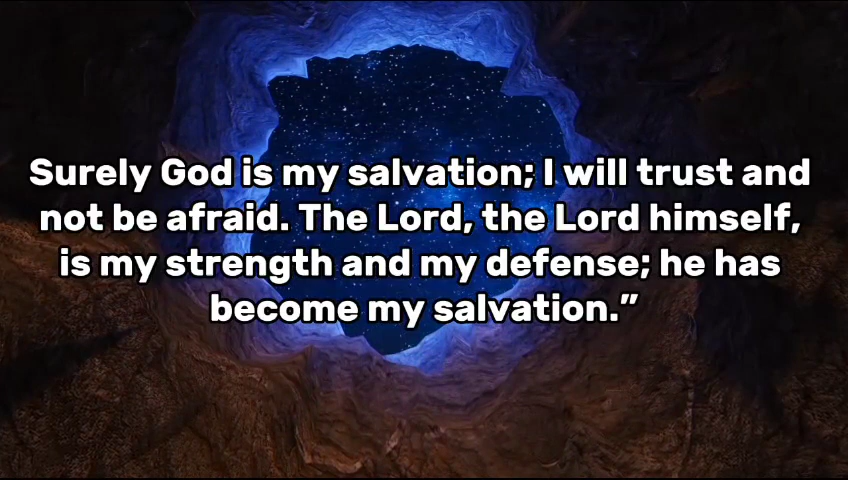 Surely God is my salvation; I will trust and
not be afraid. The Lord, the Lord himself,
is my strength and my defense; he has
become my salvation.”